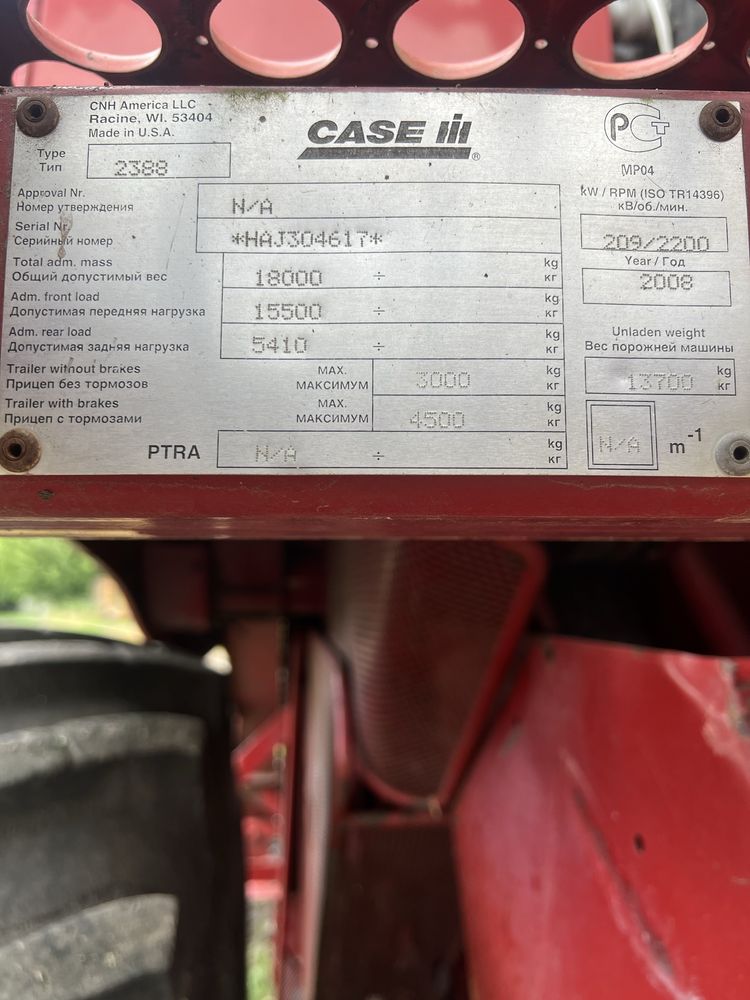 CNH America LLC
Racine, WI. 53404
Made in U.S.A.
CASE IH ®
РСТ
MP04
Type
Тип
2388
Approval Nr.
Номер утверждения
N/A
Serial Nr.
Серийный номер
*HAJ304617*
kW / RPM (ISO TR14396)
кВ/об./мин.
209/2200
Year / Год
2008
Total adm. mass
Общий допустимый вес
18000 ÷ kg
кг
Adm. front load
Допустимая передняя нагрузка
15500 ÷ kg
кг
Adm. rear load
Допустимая задняя нагрузка
5410 ÷ kg
кг
Unladen weight
Вес порожней машины
13700 kg
кг
Trailer without brakes
Прицеп без тормозов
MAX.
МАКСИМУМ
3000 kg
кг
Trailer with brakes
Прицеп с тормозами
MAX.
МАКСИМУМ
4500 kg
кг
PTRA N/A ÷ kg
кг
N/A m-1